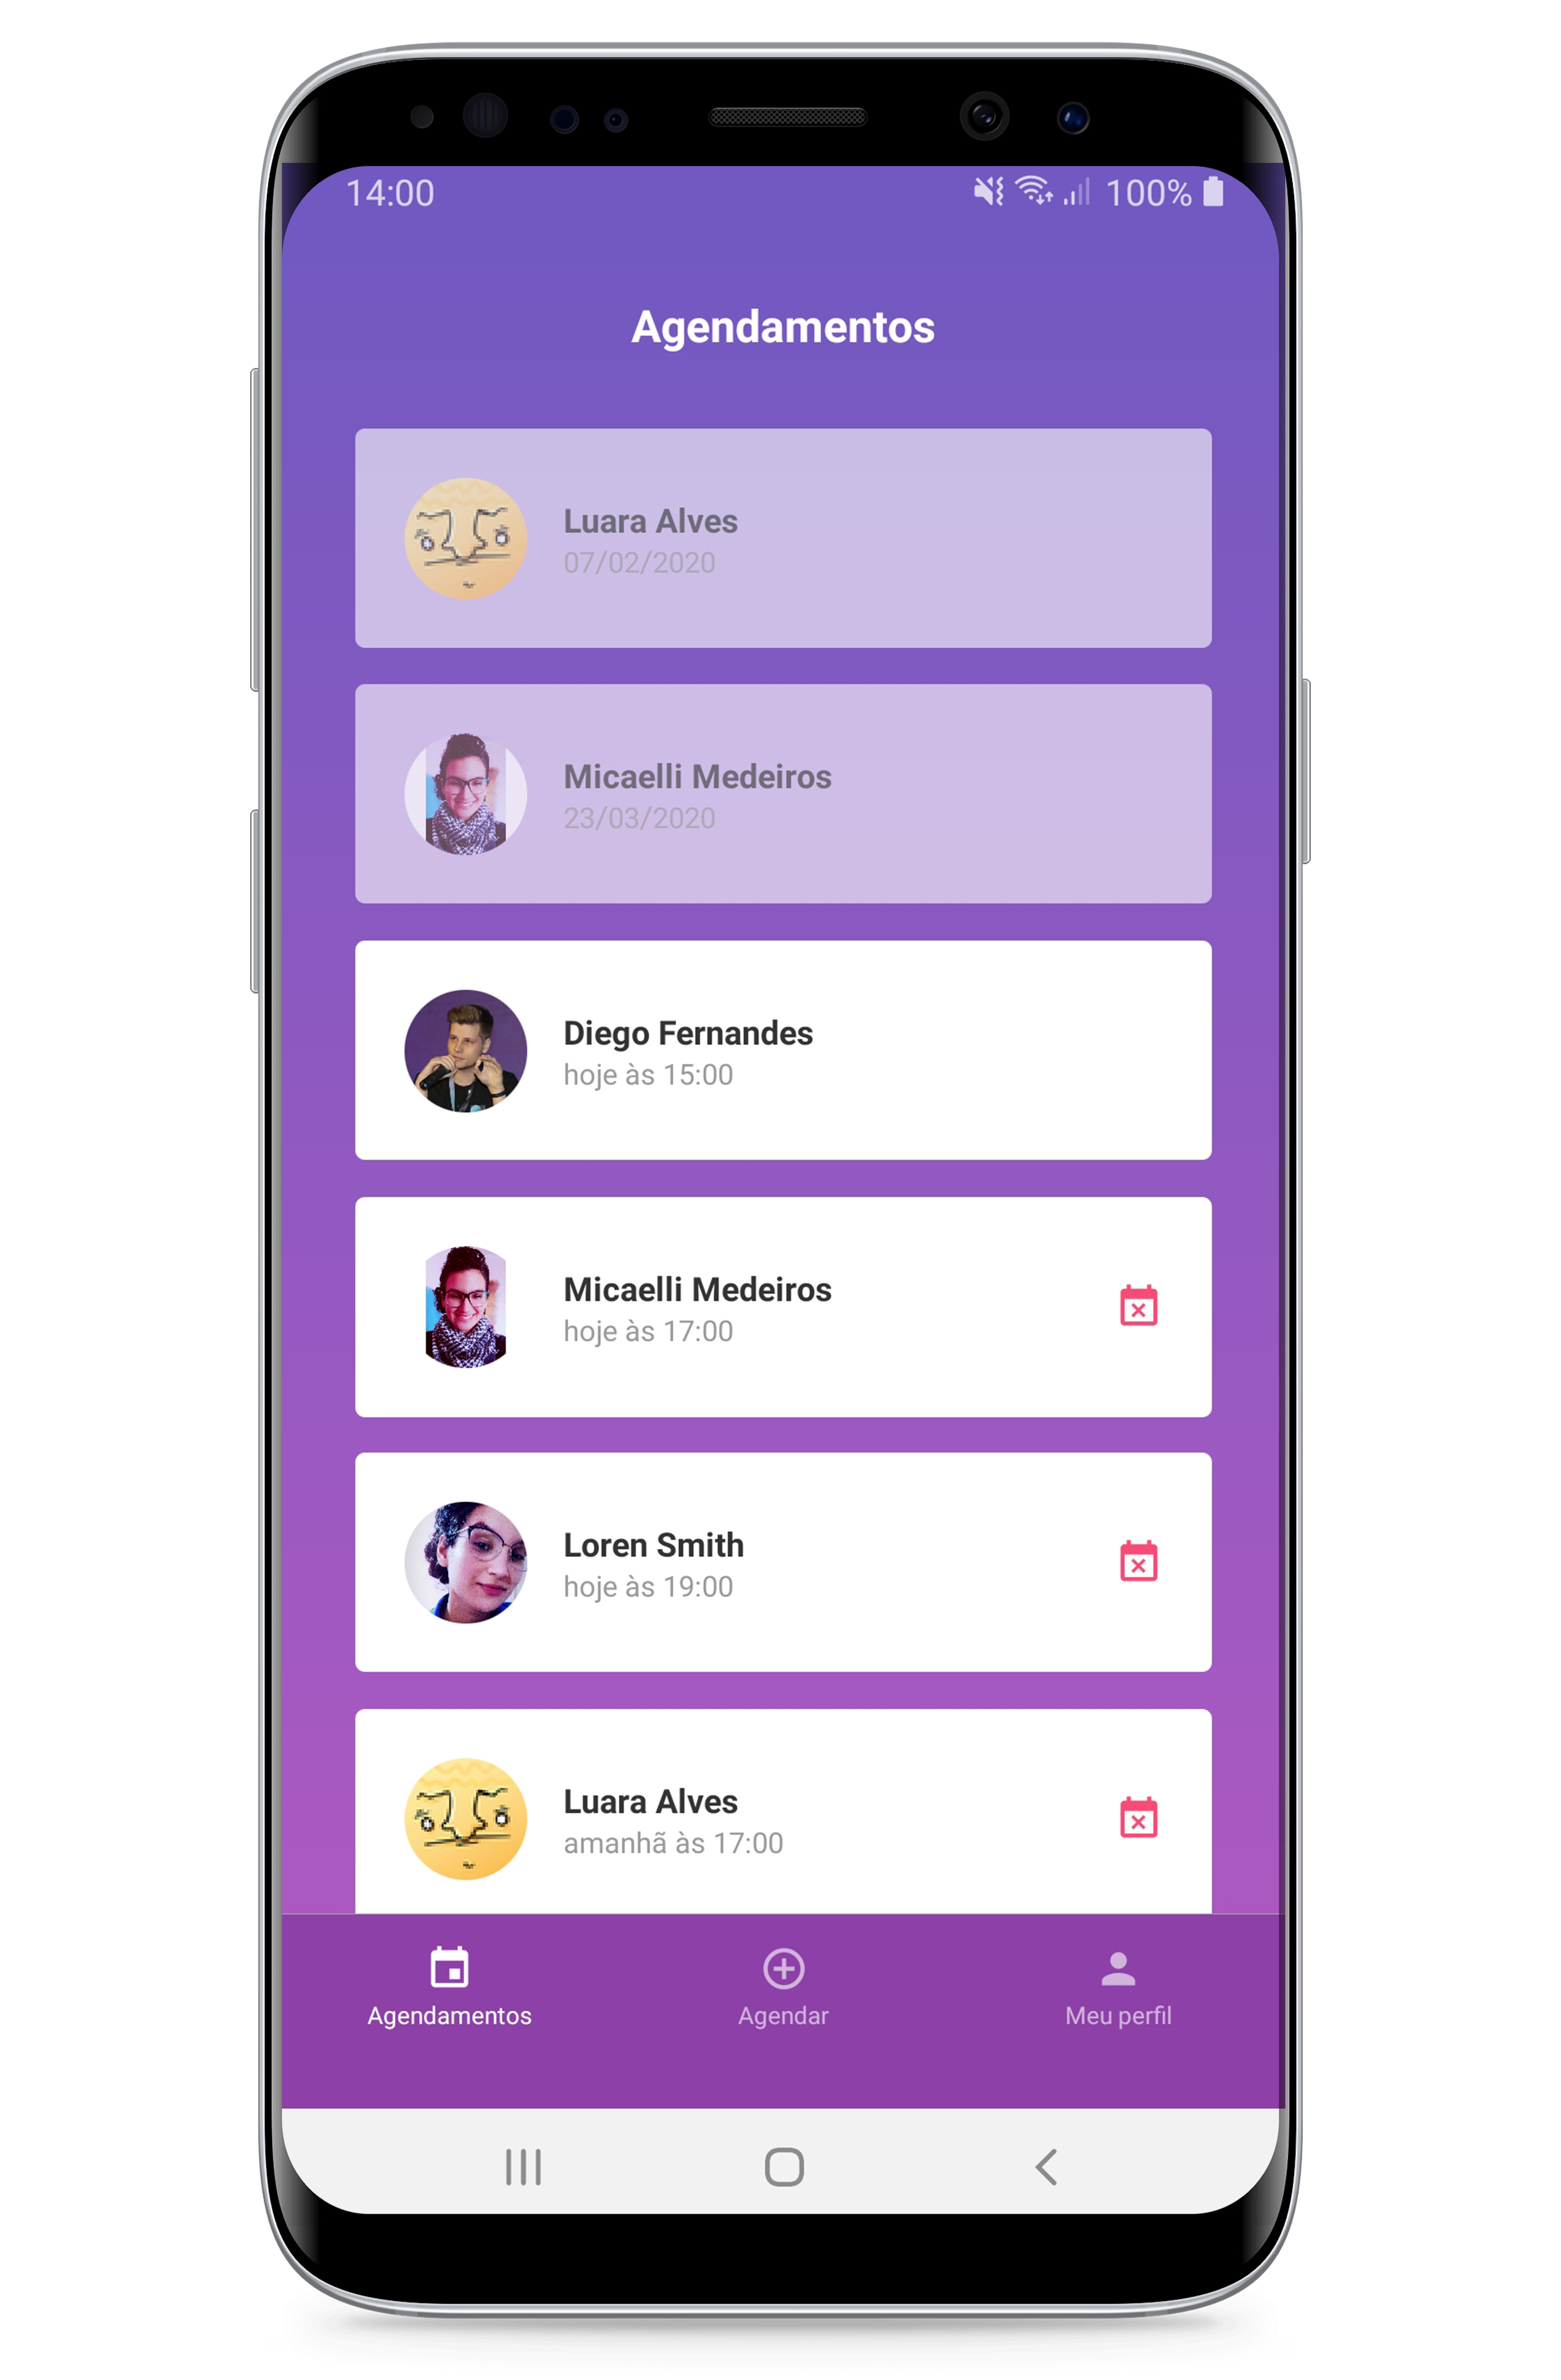 14:00
100%
Agendamentos
Luara Alves
07/02/2020
Micaelli Medeiros
23/03/2020
Diego Fernandes
hoje às 15:00
Micaelli Medeiros
hoje às 17:00
Loren Smith
hoje às 19:00
Luara Alves
amanhã às 17:00
Agendamentos
Agendar
Meu perfil